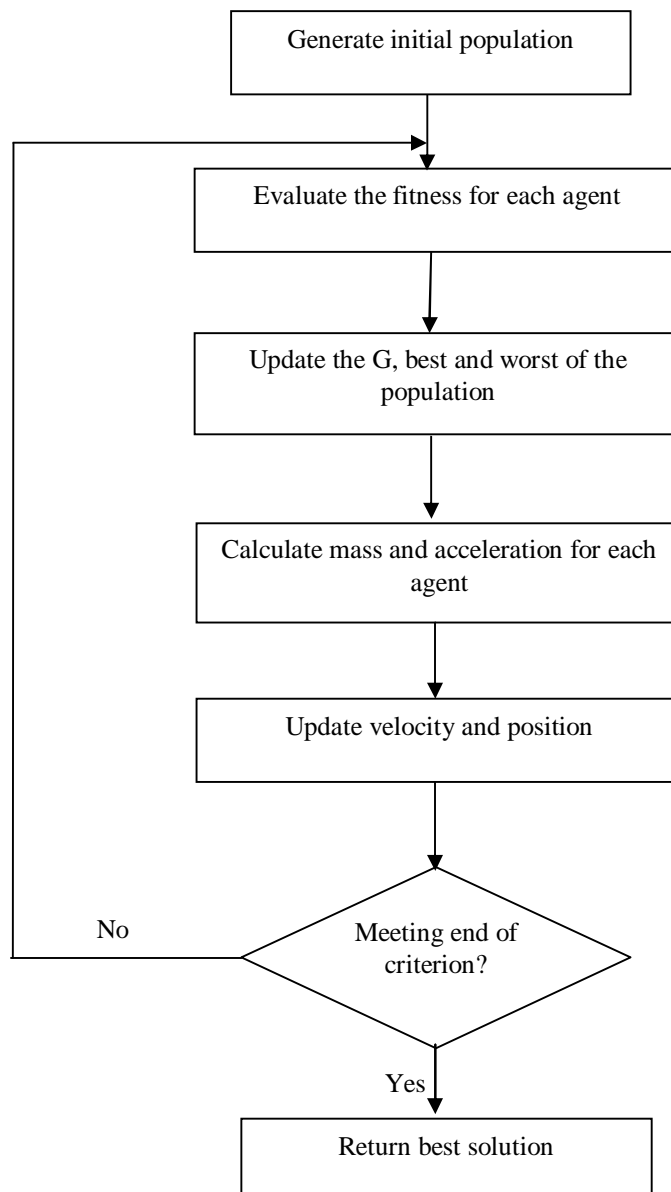 Generate initial population
Evaluate the fitness for each agent
Update the G, best and worst of the
population
Calculate mass and acceleration for each
agent
Update velocity and position
No
Meeting end of
criterion?
Yes
Return best solution